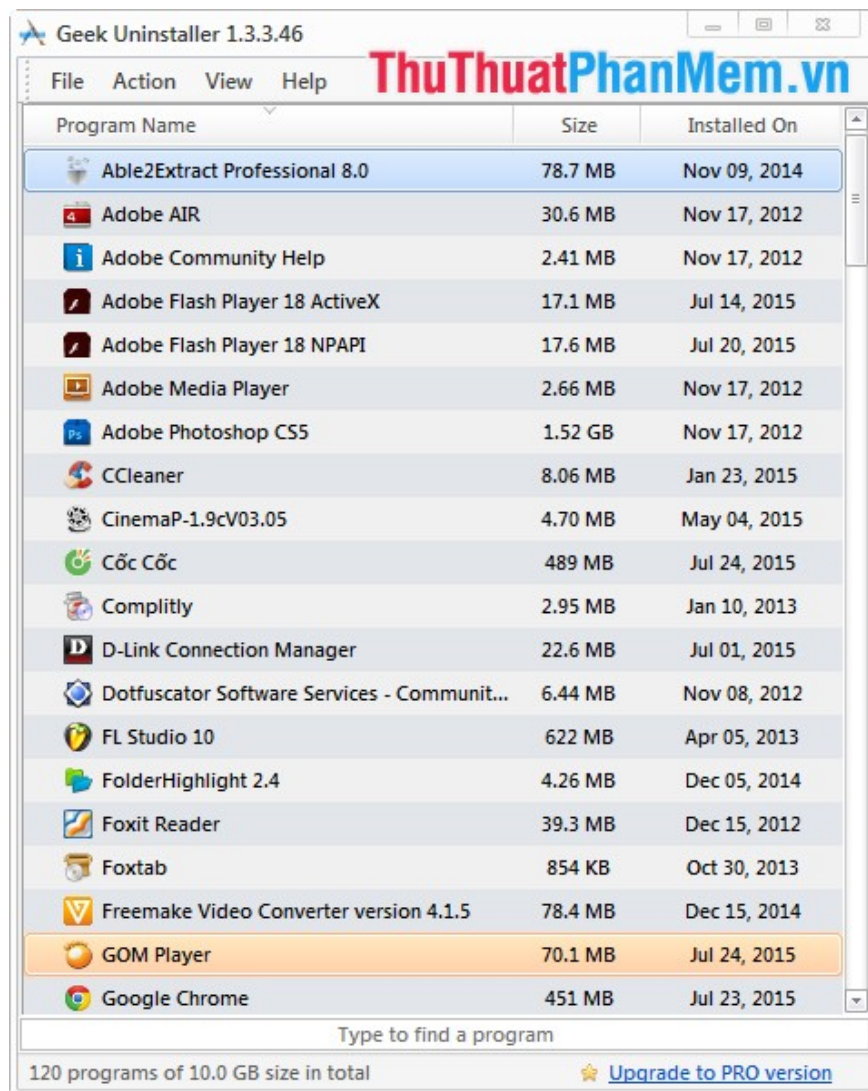 Geek Uninstaller 1.3.3.46
File Action View Help
ThuThuatPhanMem.vn
Program Name Size Installed On
Able2Extract Professional 8.0 78.7 MB Nov 09, 2014
4 Adobe AIR 30.6 MB Nov 17, 2012
i Adobe Community Help 2.41 MB Nov 17, 2012
Adobe Flash Player 18 ActiveX 17.1 MB Jul 14, 2015
Adobe Flash Player 18 NPAPI 17.6 MB Jul 20, 2015
Adobe Media Player 2.66 MB Nov 17, 2012
Ps Adobe Photoshop CS5 1.52 GB Nov 17, 2012
CCleaner 8.06 MB Jan 23, 2015
CinemaP-1.9cV03.05 4.70 MB May 04, 2015
Cốc Cốc 489 MB Jul 24, 2015
Complitly 2.95 MB Jan 10, 2013
D D-Link Connection Manager 22.6 MB Jul 01, 2015
Dotfuscator Software Services - Communit... 6.44 MB Nov 08, 2012
FL Studio 10 622 MB Apr 05, 2013
FolderHighlight 2.4 4.26 MB Dec 05, 2014
Foxit Reader 39.3 MB Dec 15, 2012
Foxtab 854 KB Oct 30, 2013
Freemake Video Converter version 4.1.5 78.4 MB Dec 15, 2014
GOM Player 70.1 MB Jul 24, 2015
Google Chrome 451 MB Jul 23, 2015
Type to find a program
120 programs of 10.0 GB size in total Upgrade to PRO version